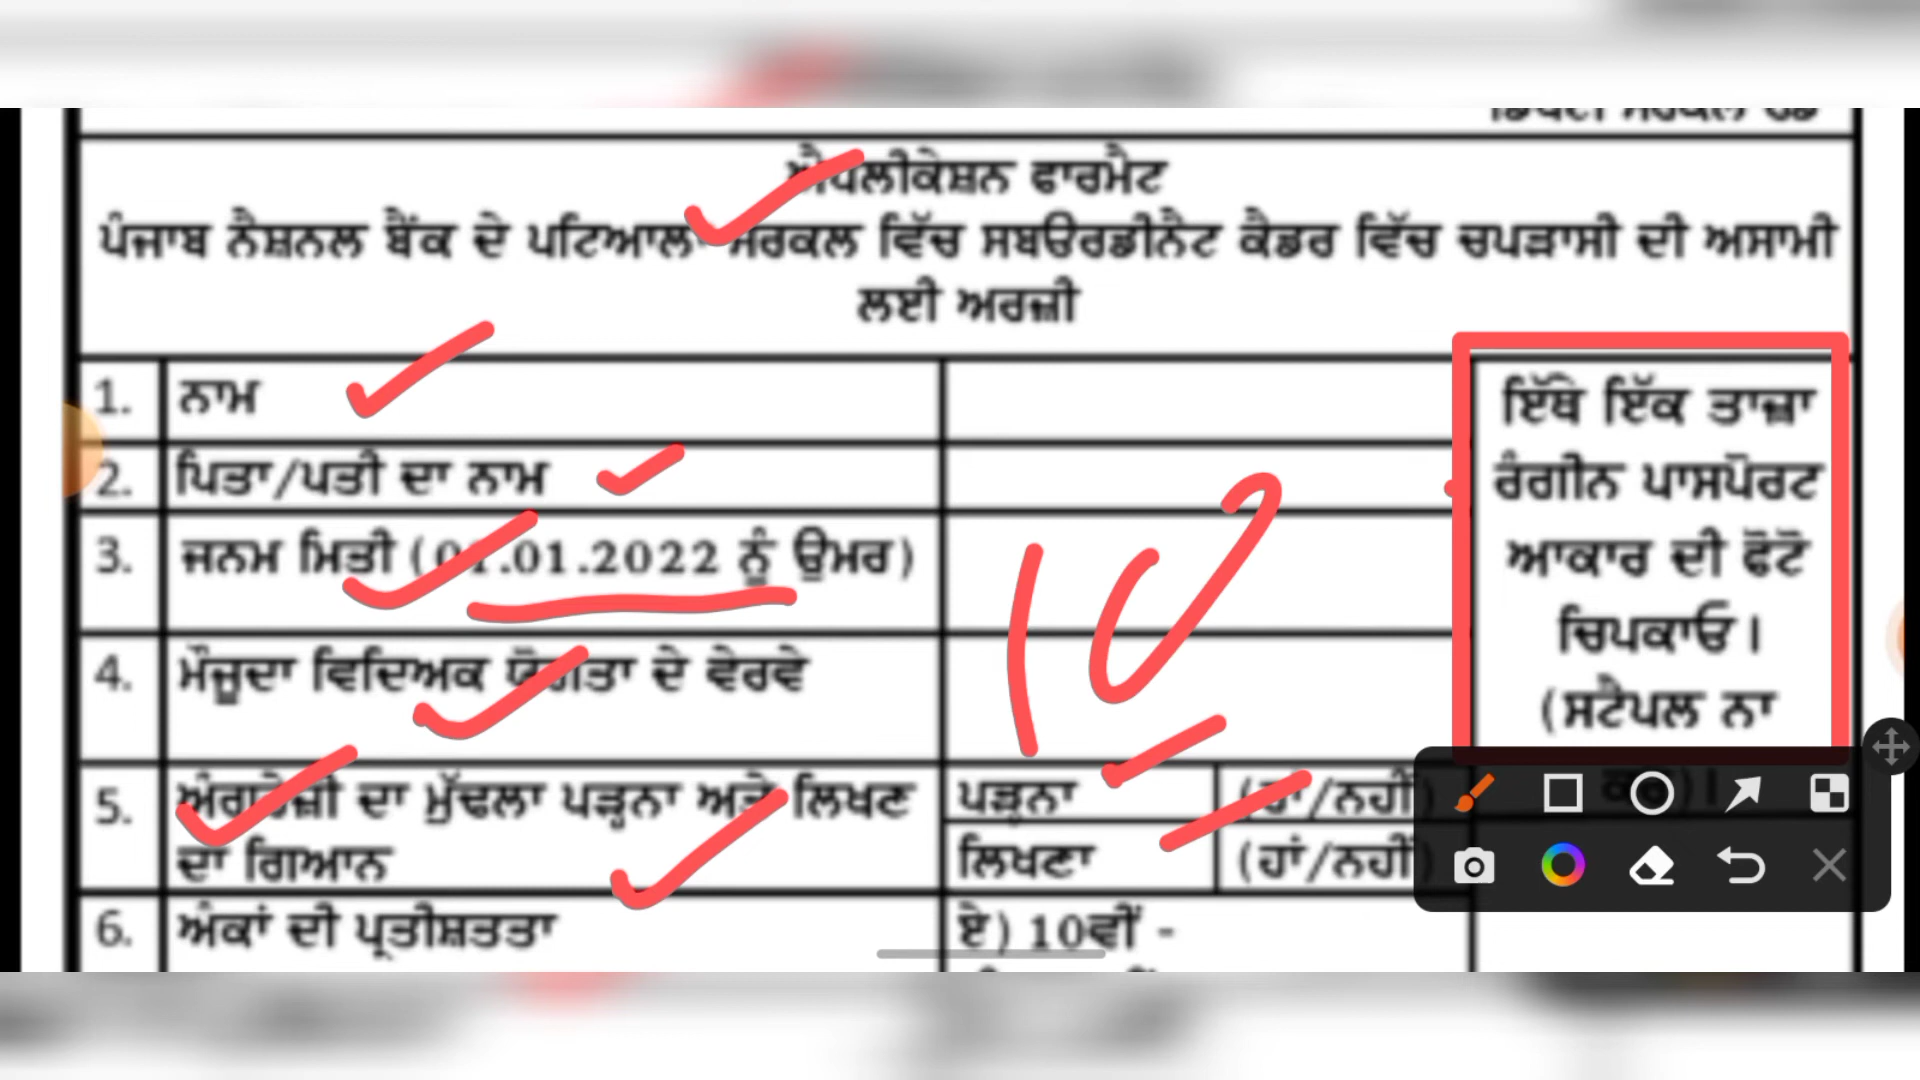 ਐਪਲੀਕੇਸ਼ਨ ਫਾਰਮੈਟ
ਪੰਜਾਬ ਨੈਸ਼ਨਲ ਬੈਂਕ ਦੇ ਪਟਿਆਲਾ ਸਰਕਲ ਵਿੱਚ ਸਬਓਰਡੀਨੈਟ ਕੈਡਰ ਵਿੱਚ ਚਪੜਾਸੀ ਦੀ ਅਸਾਮੀ
ਲਈ ਅਰਜ਼ੀ
1. ਨਾਮ
2. ਪਿਤਾ/ਪਤੀ ਦਾ ਨਾਮ
3. ਜਨਮ ਮਿਤੀ (01.01.2022 ਨੂੰ ਉਮਰ)
4. ਮੌਜੂਦਾ ਵਿਦਿਅਕ ਯੋਗਤਾ ਦੇ ਵੇਰਵੇ
5. ਅੰਗਰੇਜ਼ੀ ਦਾ ਮੁੱਢਲਾ ਪੜ੍ਹਨਾ ਅਤੇ ਲਿਖਣ
ਦਾ ਗਿਆਨ
ਪੜ੍ਹਨਾ (ਹਾਂ/ਨਹੀਂ)
ਲਿਖਣਾ (ਹਾਂ/ਨਹੀਂ)
6. ਅੰਕਾਂ ਦੀ ਪ੍ਰਤੀਸ਼ਤਤਾ ਏ) 10ਵੀਂ -
ਇੱਥੇ ਇੱਕ ਤਾਜ਼ਾ
ਰੰਗੀਨ ਪਾਸਪੋਰਟ
ਆਕਾਰ ਦੀ ਫੋਟੋ
ਚਿਪਕਾਓ।
(ਸਟੈਪਲ ਨਾ